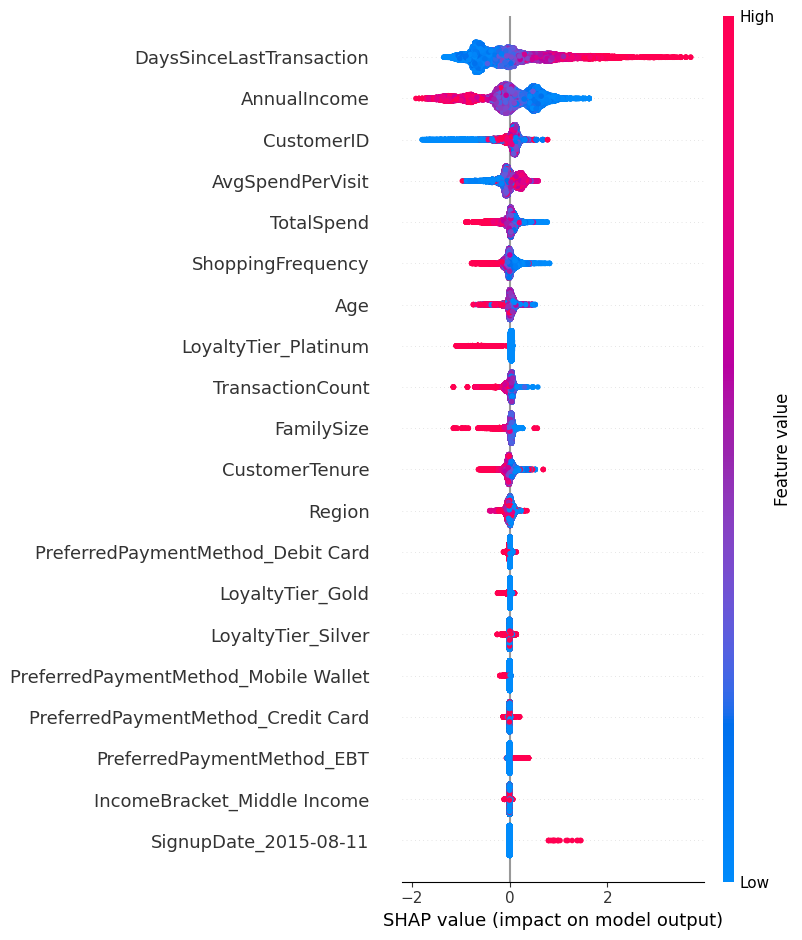 High
DaysSinceLastTransaction
AnnualIncome
CustomerID
AvgSpendPerVisit
TotalSpend
ShoppingFrequency
Age
LoyaltyTier_Platinum
TransactionCount
FamilySize
CustomerTenure
Region
PreferredPaymentMethod_Debit Card
LoyaltyTier_Gold
LoyaltyTier_Silver
PreferredPaymentMethod_Mobile Wallet
PreferredPaymentMethod_Credit Card
PreferredPaymentMethod_EBT
IncomeBracket_Middle Income
SignupDate_2015-08-11
Feature value
Low
−2 0 2
SHAP value (impact on model output)